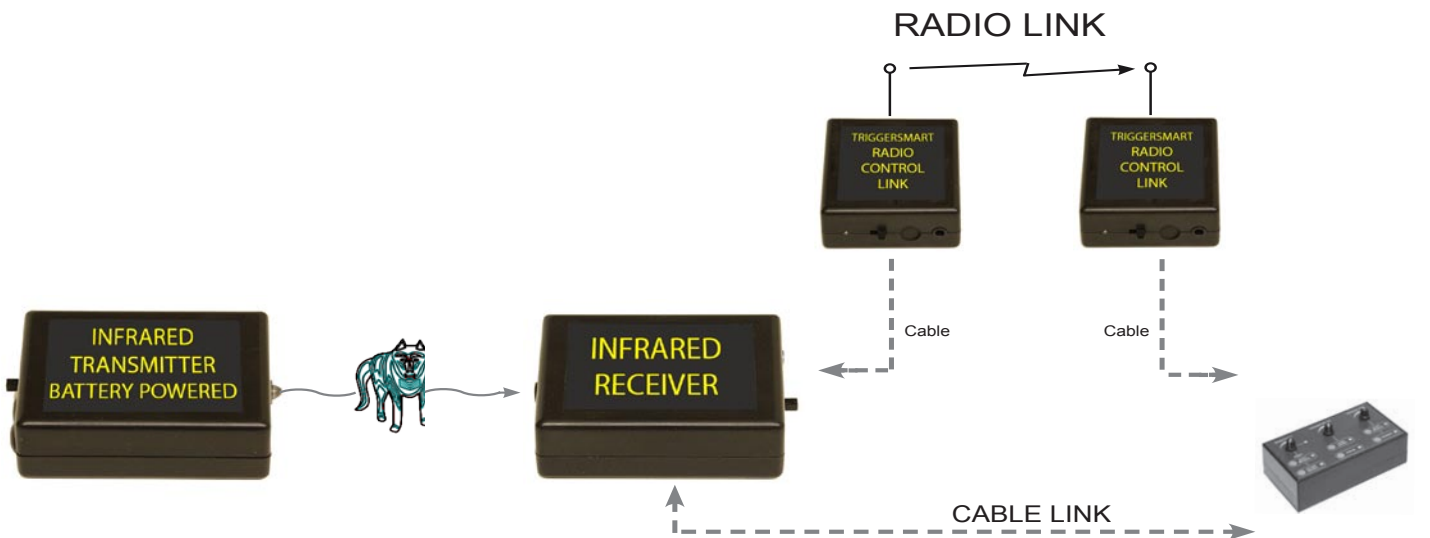 RADIO LINK
TRIGGERSMART
RADIO
CONTROL
LINK
TRIGGERSMART
RADIO
CONTROL
LINK
Cable
Cable
INFRARED
TRANSMITTER
BATTERY POWERED
INFRARED
RECEIVER
CABLE LINK